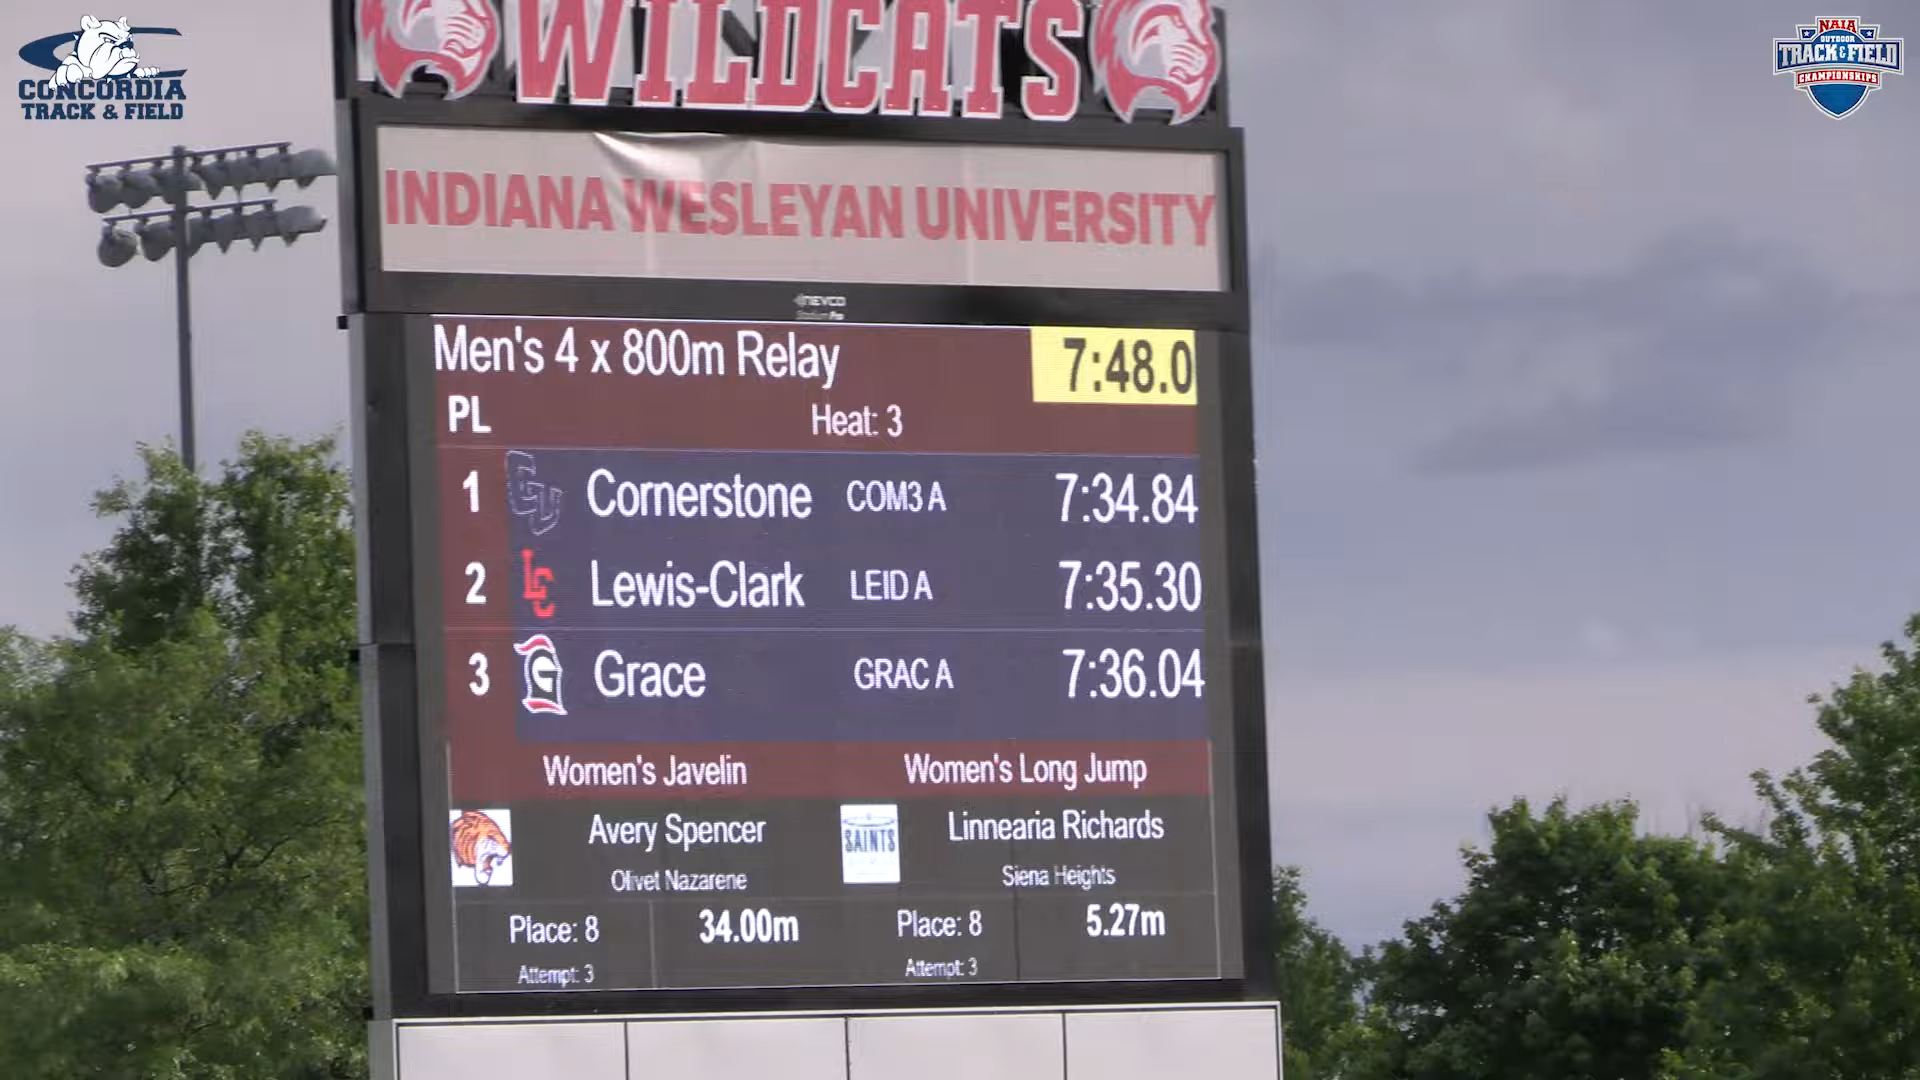 CONCORDIA
TRACK & FIELD
NAIA
OUTDOOR
TRACK & FIELD
CHAMPIONSHIPS
WILDCATS
INDIANA WESLEYAN UNIVERSITY
NEVCO
Men's 4 x 800m Relay 7:48.0
PL Heat: 3
1 CU Cornerstone COM3 A 7:34.84
2 LC Lewis-Clark LEID A 7:35.30
3 G Grace GRAC A 7:36.04
Women's Javelin Women's Long Jump
Avery Spencer SAINTS Linnearia Richards
Olivet Nazarene Siena Heights
Place: 8 34.00m Place: 8 5.27m
Attempt: 3 Attempt: 3